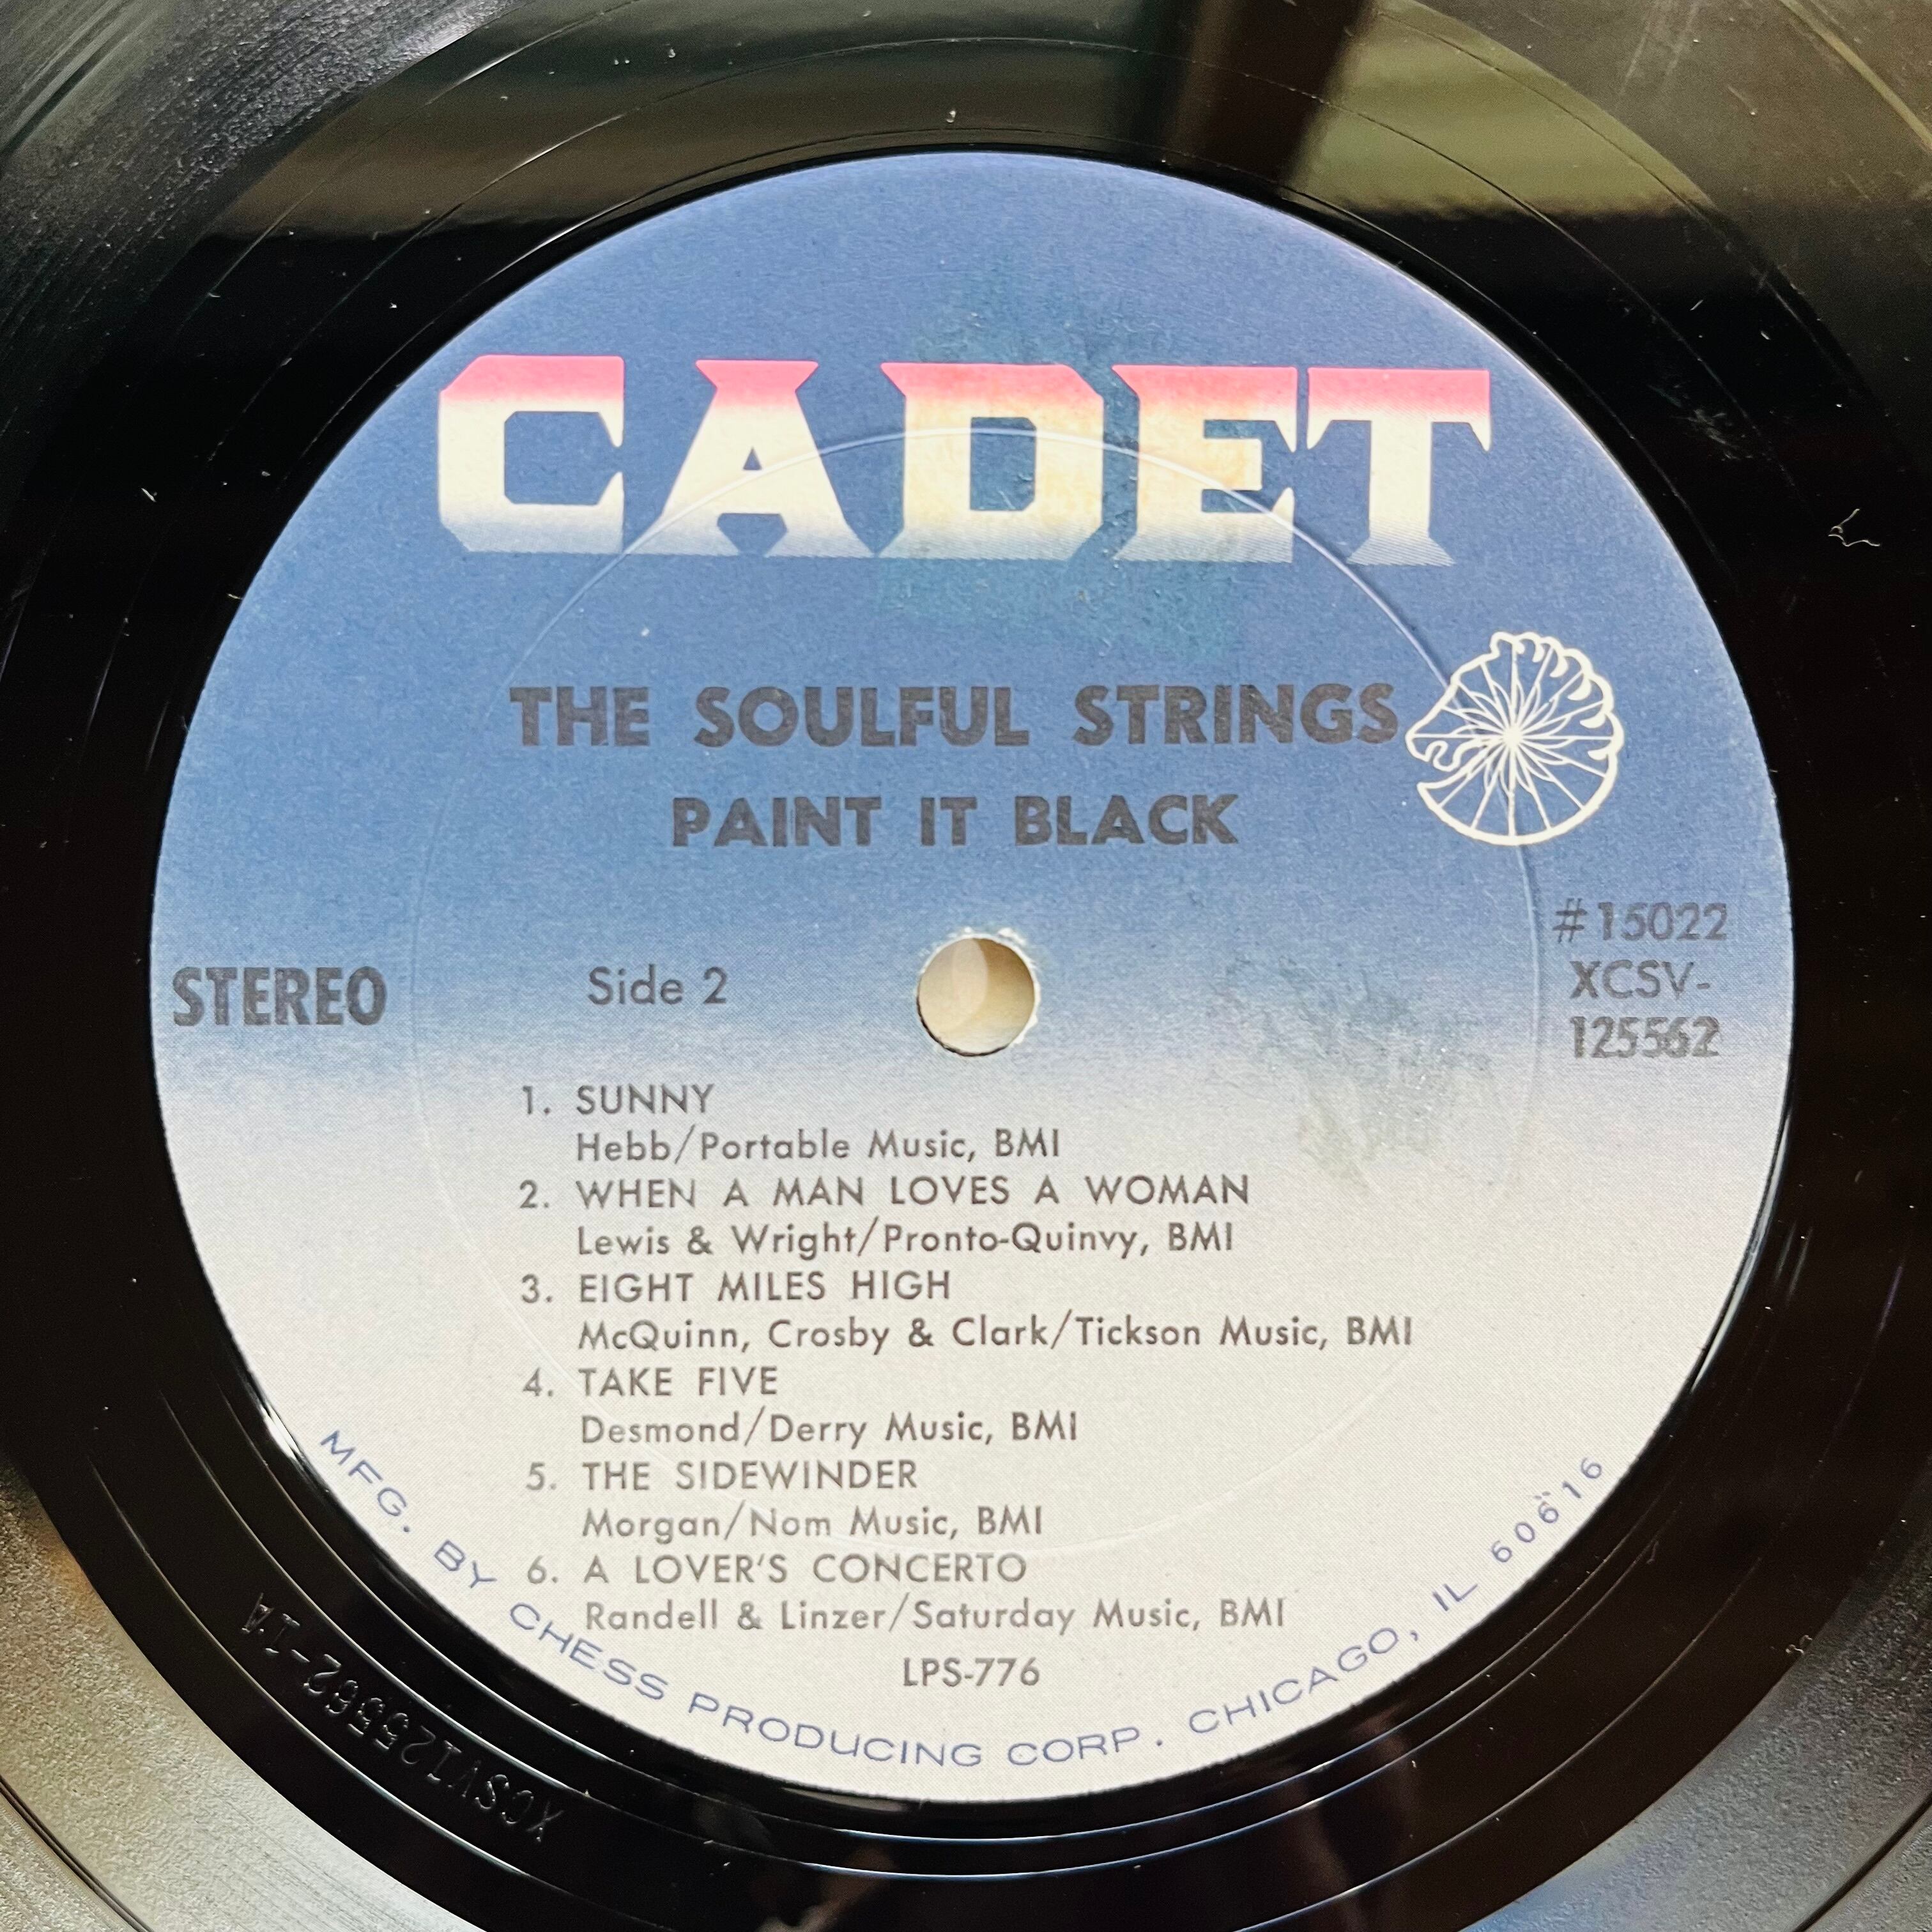 CADET
THE SOULFUL STRINGS
PAINT IT BLACK
#15022
XCSV-
125562
STEREO
Side 2
1. SUNNY
Hebb/Portable Music, BMI
2. WHEN A MAN LOVES A WOMAN
Lewis & Wright/Pronto-Quinvy, BMI
3. EIGHT MILES HIGH
McQuinn, Crosby & Clark/Tickson Music, BMI
4. TAKE FIVE
Desmond/Derry Music, BMI
5. THE SIDEWINDER
Morgan/Nom Music, BMI
6. A LOVER'S CONCERTO
Randell & Linzer/Saturday Music, BMI
LPS-776
MFG. BY CHESS PRODUCING CORP. CHICAGO, IL 60616
XCSV125562-1A